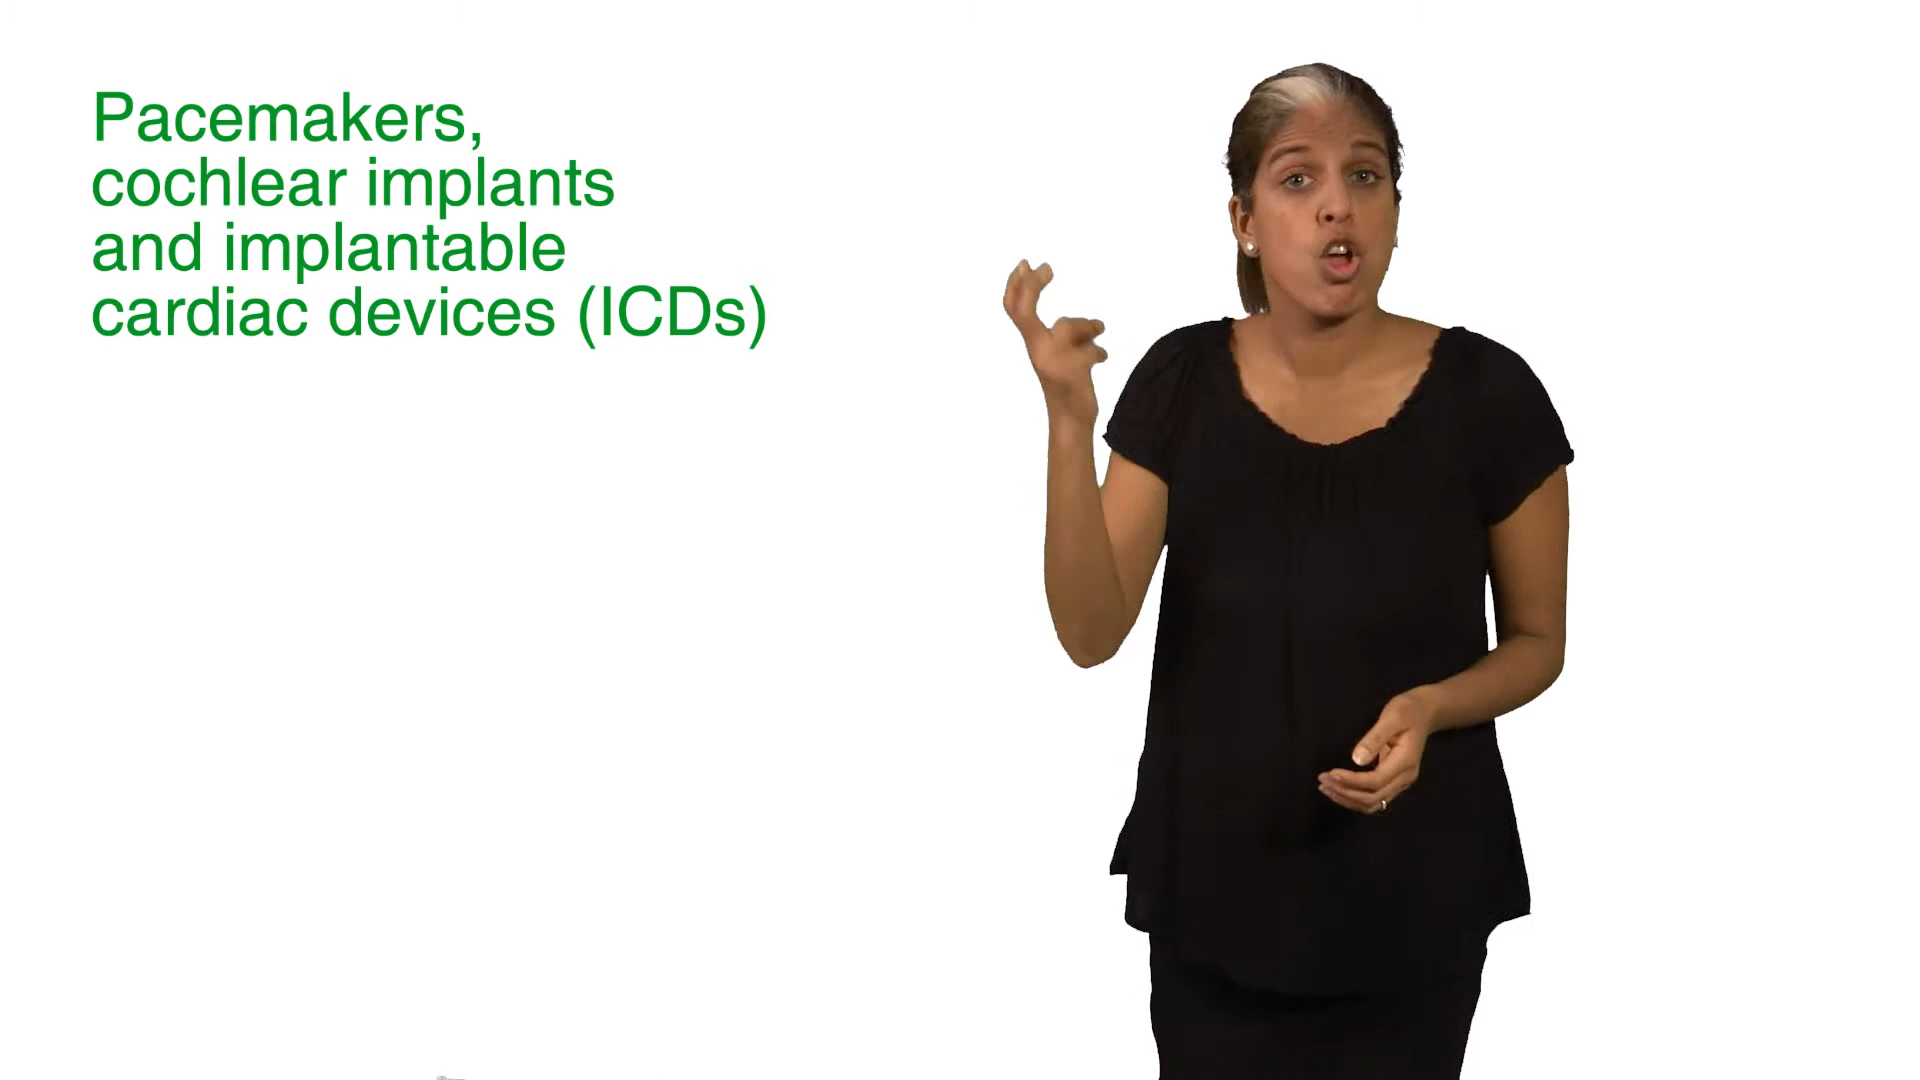 Pacemakers,
cochlear implants
and implantable
cardiac devices (ICDs)